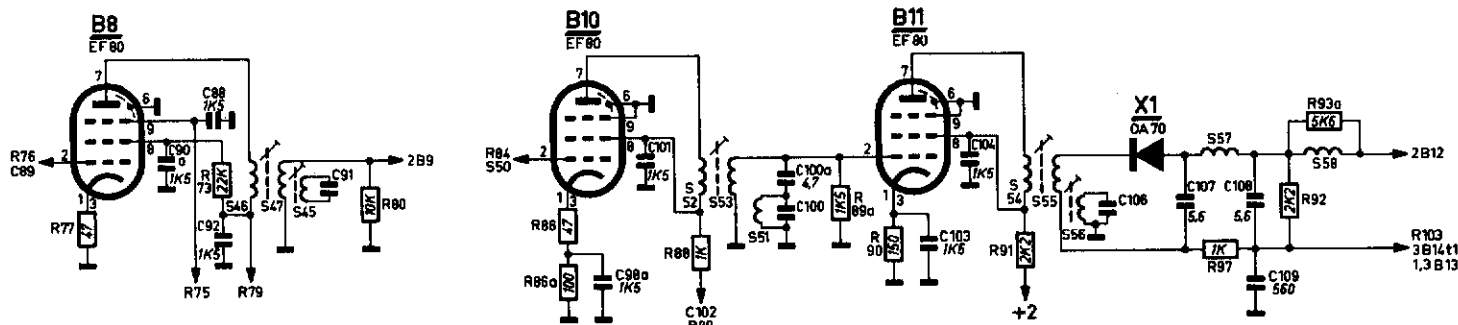 B8
EF80
7
6
9
8
2
1
3
C88
1K5
R76
C89
C90
a
1K5
R
73
22K
S46
S47
S45
C91
R80
10K
2B9
R77
47
C92
1K5
R75
R79
B10
EF80
7
6
9
8
2
1
3
R84
S50
C101
1K5
S
52
S53
R86
47
R86a
100
C98a
1K5
R88
1K
C102
C100a
4,7
C100
S51
1K5
R
89a
B11
EF80
7
6
9
8
2
1
3
C104
1K5
R
90
150
C103
1K5
S
54
S55
R91
2K2
+2
S56
C106
X1
OA70
S57
R93a
5K6
S58
2B12
C107
5,6
C108
5,6
R92
2K2
R97
1K
C109
560
R103
3B14t1
1,3B13